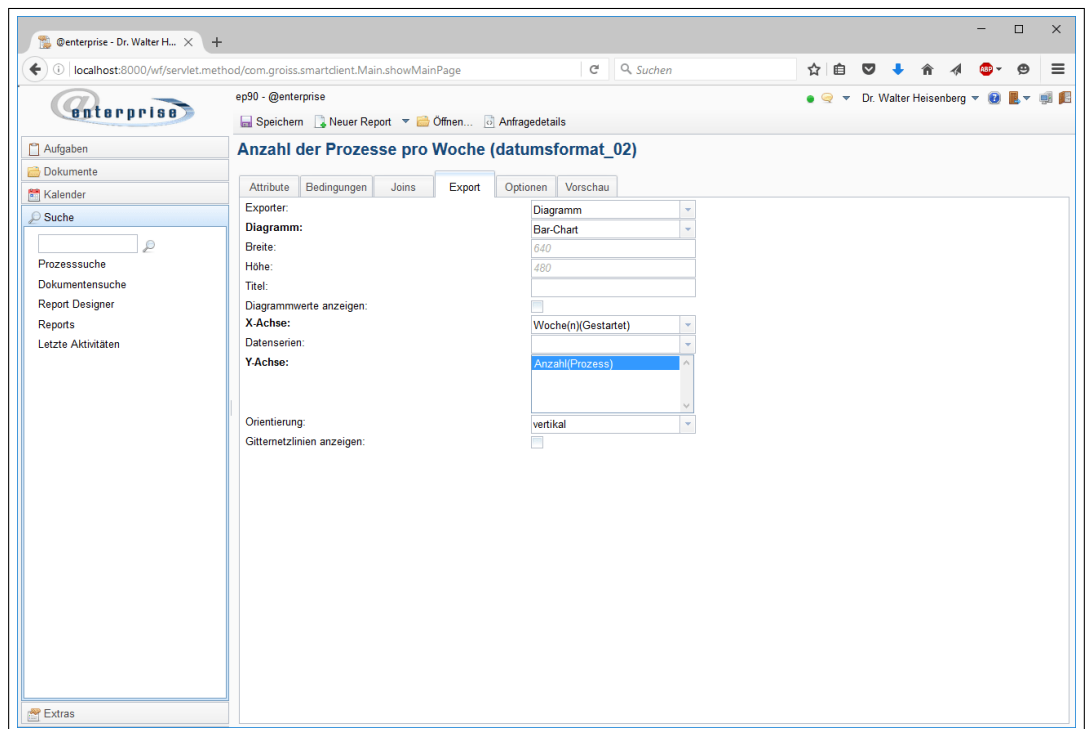 @enterprise - Dr. Walter H...
localhost:8000/wf/servlet.method/com.groiss.smartclient.Main.showMainPage
Suchen
ABP
@enterprise
ep90 - @enterprise
Dr. Walter Heisenberg
Speichern Neuer Report Öffnen... Anfragedetails
Aufgaben
Dokumente
Kalender
Suche
Prozesssuche
Dokumentensuche
Report Designer
Reports
Letzte Aktivitäten
Extras
Anzahl der Prozesse pro Woche (datumsformat_02)
Attribute Bedingungen Joins Export Optionen Vorschau
Exporter: Diagramm
Diagramm: Bar-Chart
Breite: 640
Höhe: 480
Titel:
Diagrammwerte anzeigen:
X-Achse: Woche(n)(Gestartet)
Datenserien:
Y-Achse: Anzahl(Prozess)
Orientierung: vertikal
Gitternetzlinien anzeigen: